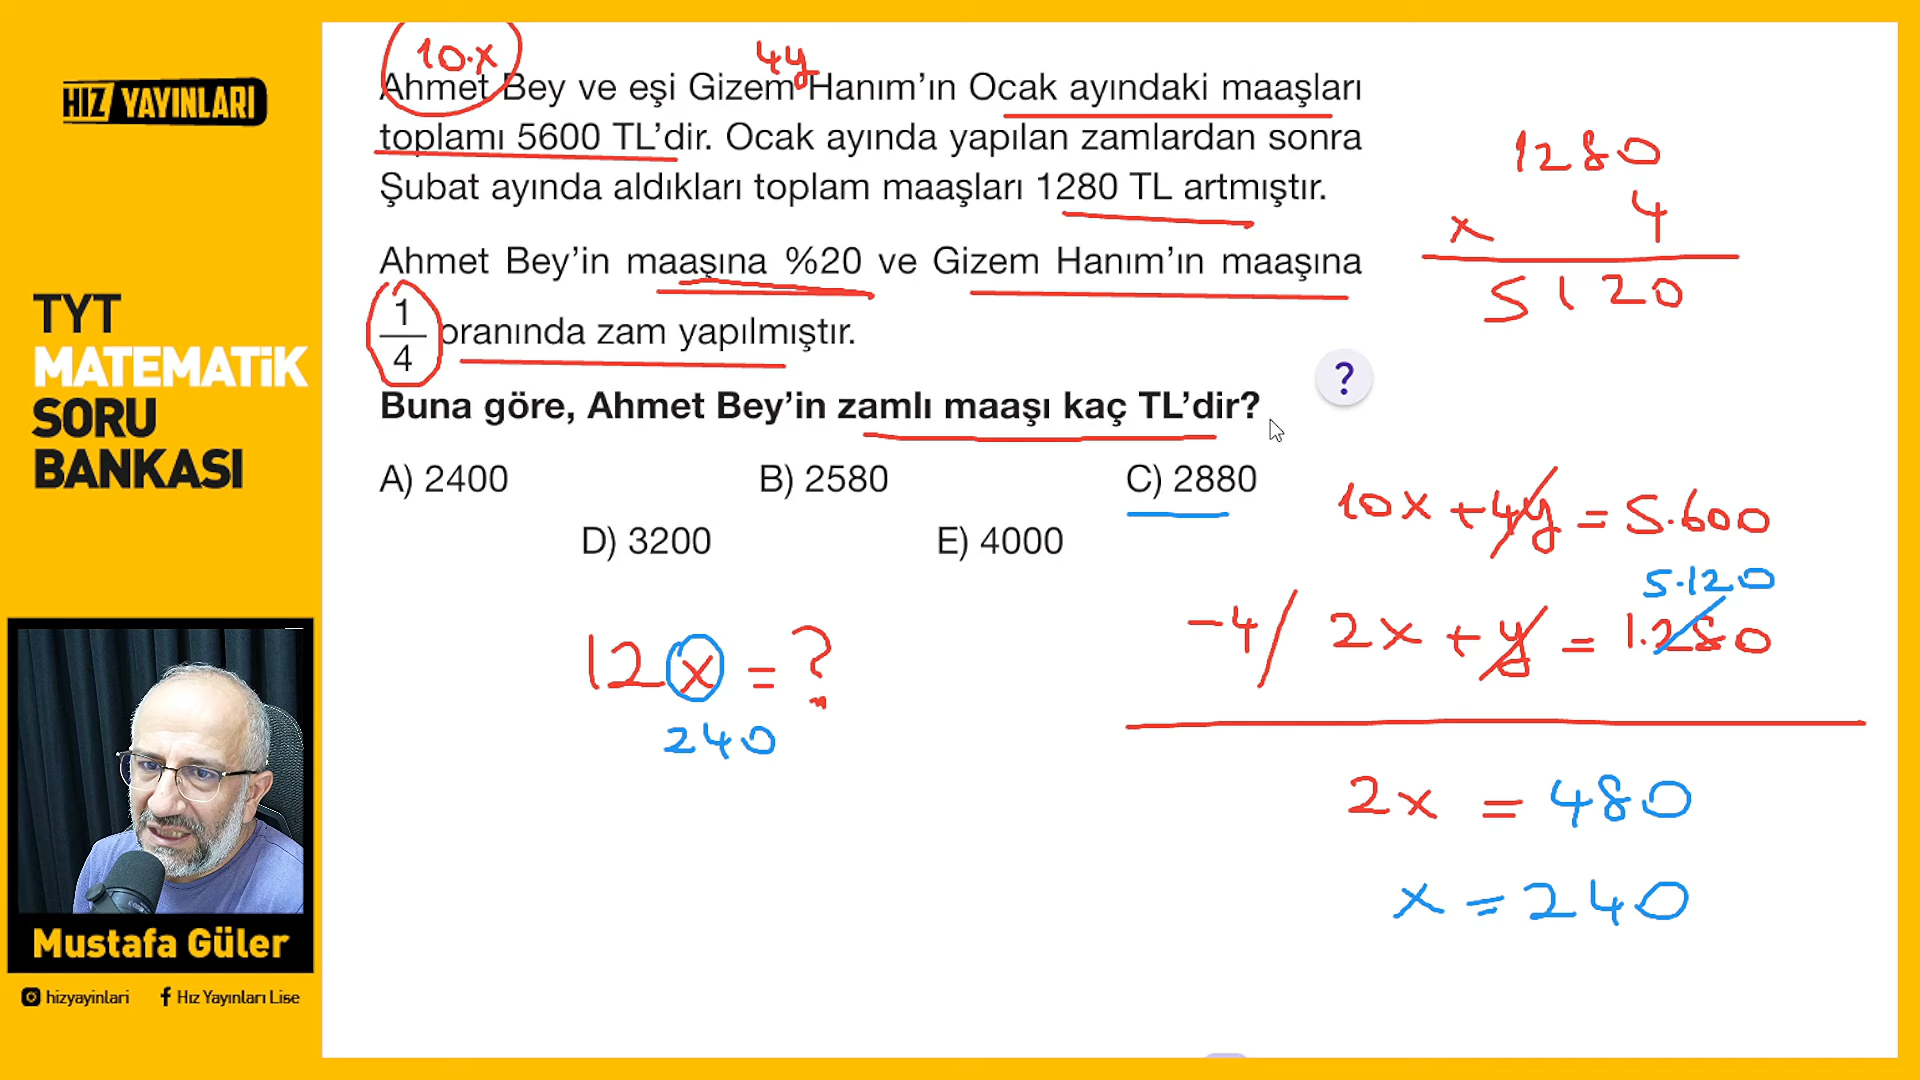 HIZ YAYINLARI
TYT
MATEMATİK
SORU
BANKASI
10·x
4y
Ahmet Bey ve eşi Gizem Hanım’ın Ocak ayındaki maaşları
toplamı 5600 TL’dir. Ocak ayında yapılan zamlardan sonra
Şubat ayında aldıkları toplam maaşları 1280 TL artmıştır.
Ahmet Bey’in maaşına %20 ve Gizem Hanım’ın maaşına
1/4 oranında zam yapılmıştır.
Buna göre, Ahmet Bey’in zamlı maaşı kaç TL’dir?
A) 2400 B) 2580 C) 2880
D) 3200 E) 4000
1280
x 4
5120
?
10x + 4y = 5.600
5.120
-4/ 2x + y = 1.280
2x = 480
x = 240
12x = ?
240
Mustafa Güler
hizyayinlari Hız Yayınları Lise